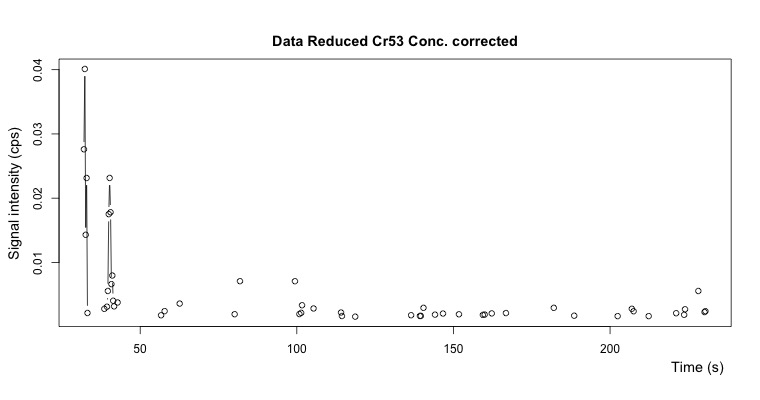 Data Reduced Cr53 Conc. corrected
Signal intensity (cps)
0.04
0.03
0.02
0.01
50 100 150 200
Time (s)